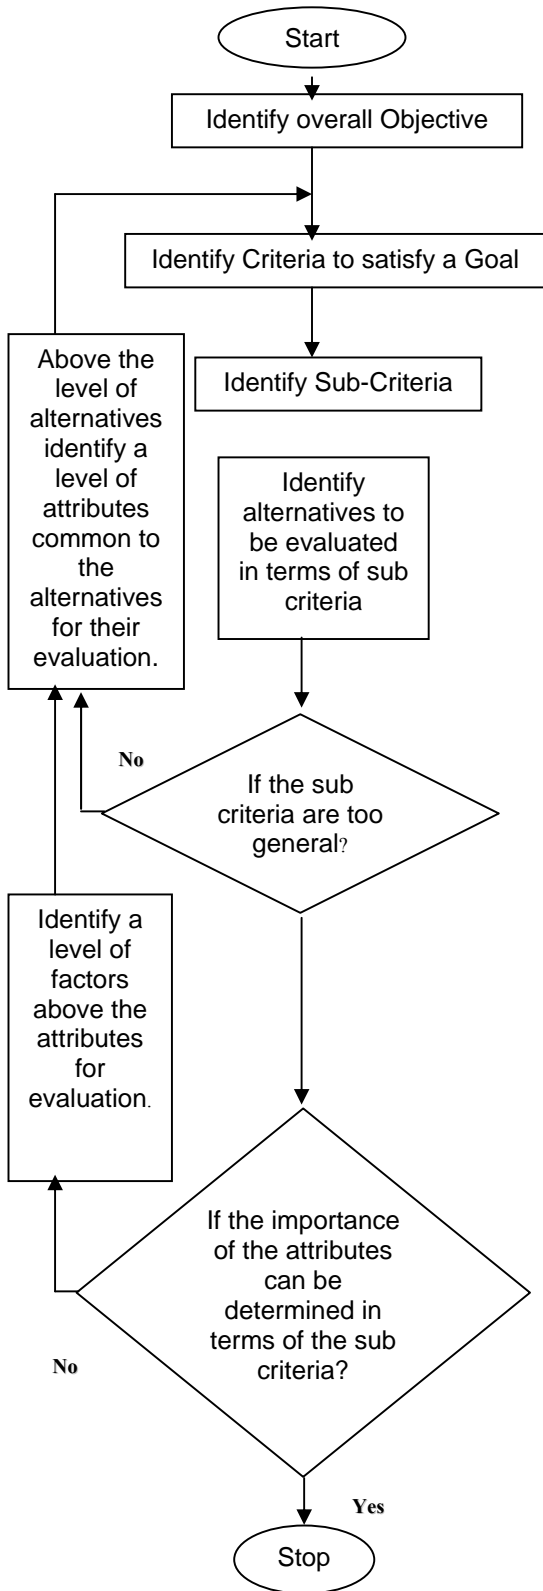 Start
Identify overall Objective
Identify Criteria to satisfy a Goal
Identify Sub-Criteria
Above the
level of
alternatives
identify a
level of
attributes
common to
the
alternatives
for their
evaluation.
Identify
alternatives to
be evaluated
in terms of sub
criteria
No
If the sub
criteria are too
general?
Identify a
level of
factors
above the
attributes
for
evaluation.
If the importance
of the attributes
can be
determined in
terms of the sub
criteria?
No
Yes
Stop